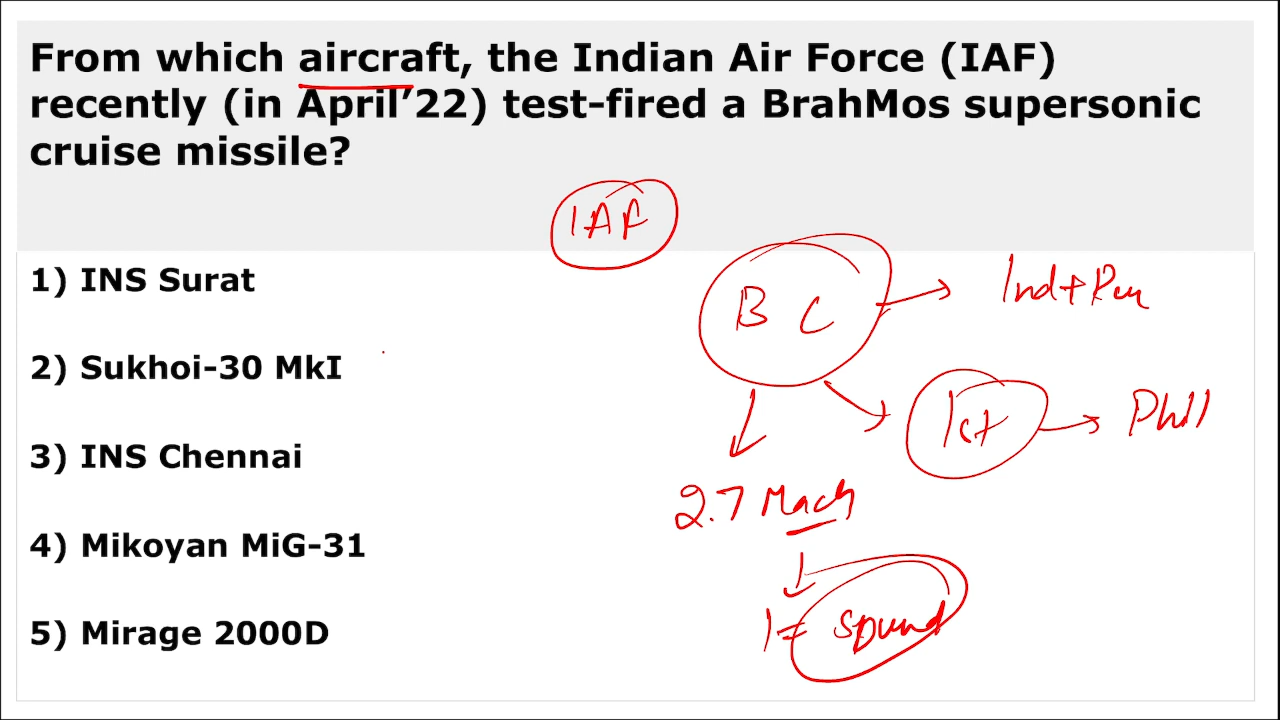 From which aircraft, the Indian Air Force (IAF)
recently (in April’22) test-fired a BrahMos supersonic
cruise missile?
IAF
1) INS Surat
B C
Ind+
2) Sukhoi-30 MkI
1st
Phil
3) INS Chennai
2.7 Mach
4) Mikoyan MiG-31
5) Mirage 2000D
1 = sound